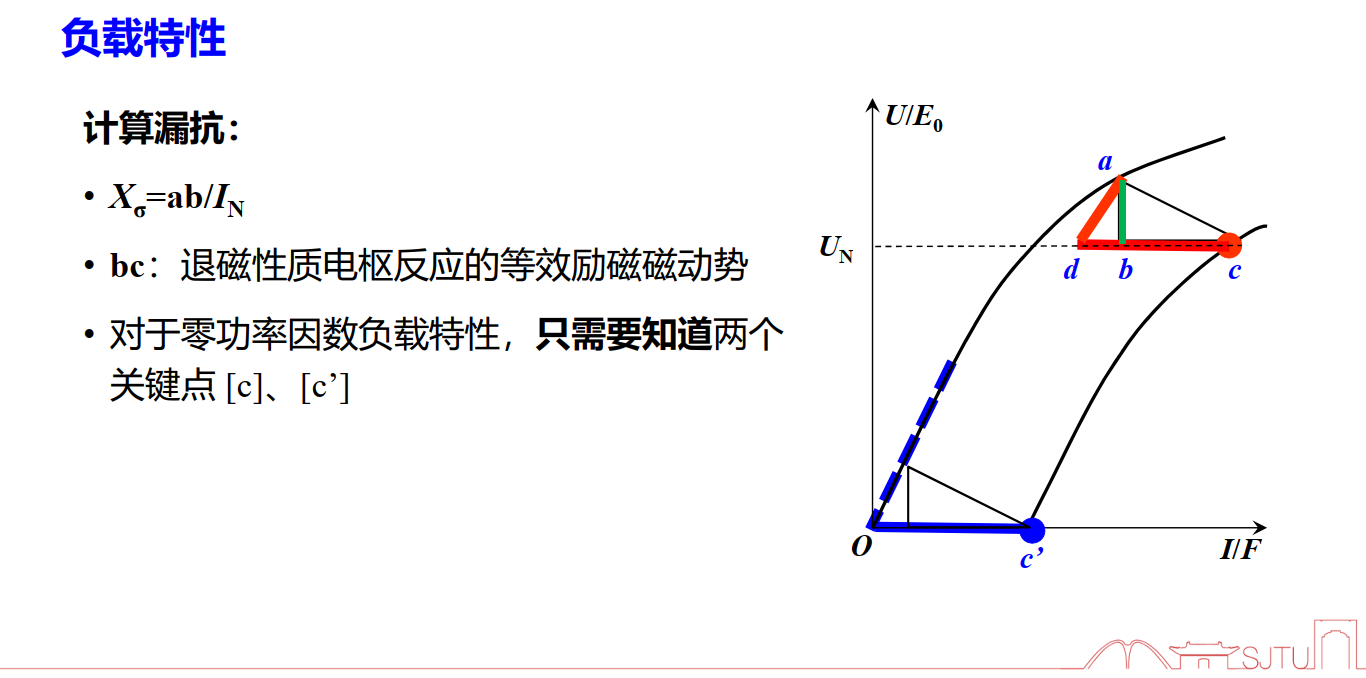 负载特性
计算漏抗：
• Xσ=ab/IN
• bc：退磁性质电枢反应的等效励磁磁动势
• 对于零功率因数负载特性，只需要知道两个
关键点 [c]、[c’]
U/E0
a
UN
d
b
c
O
c’
I/F
SJTU